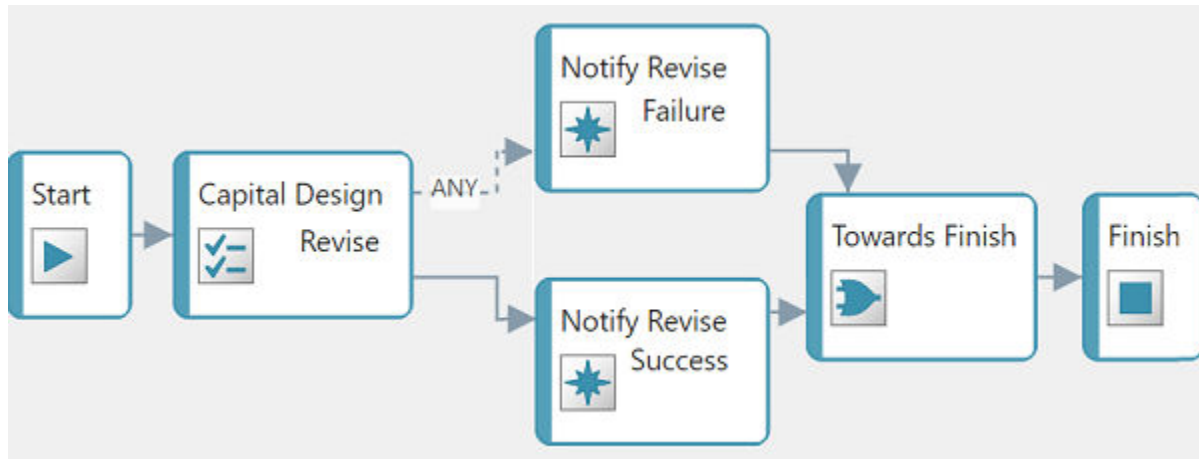 Start
Capital Design
Revise
ANY
Notify Revise
Failure
Notify Revise
Success
Towards Finish
Finish